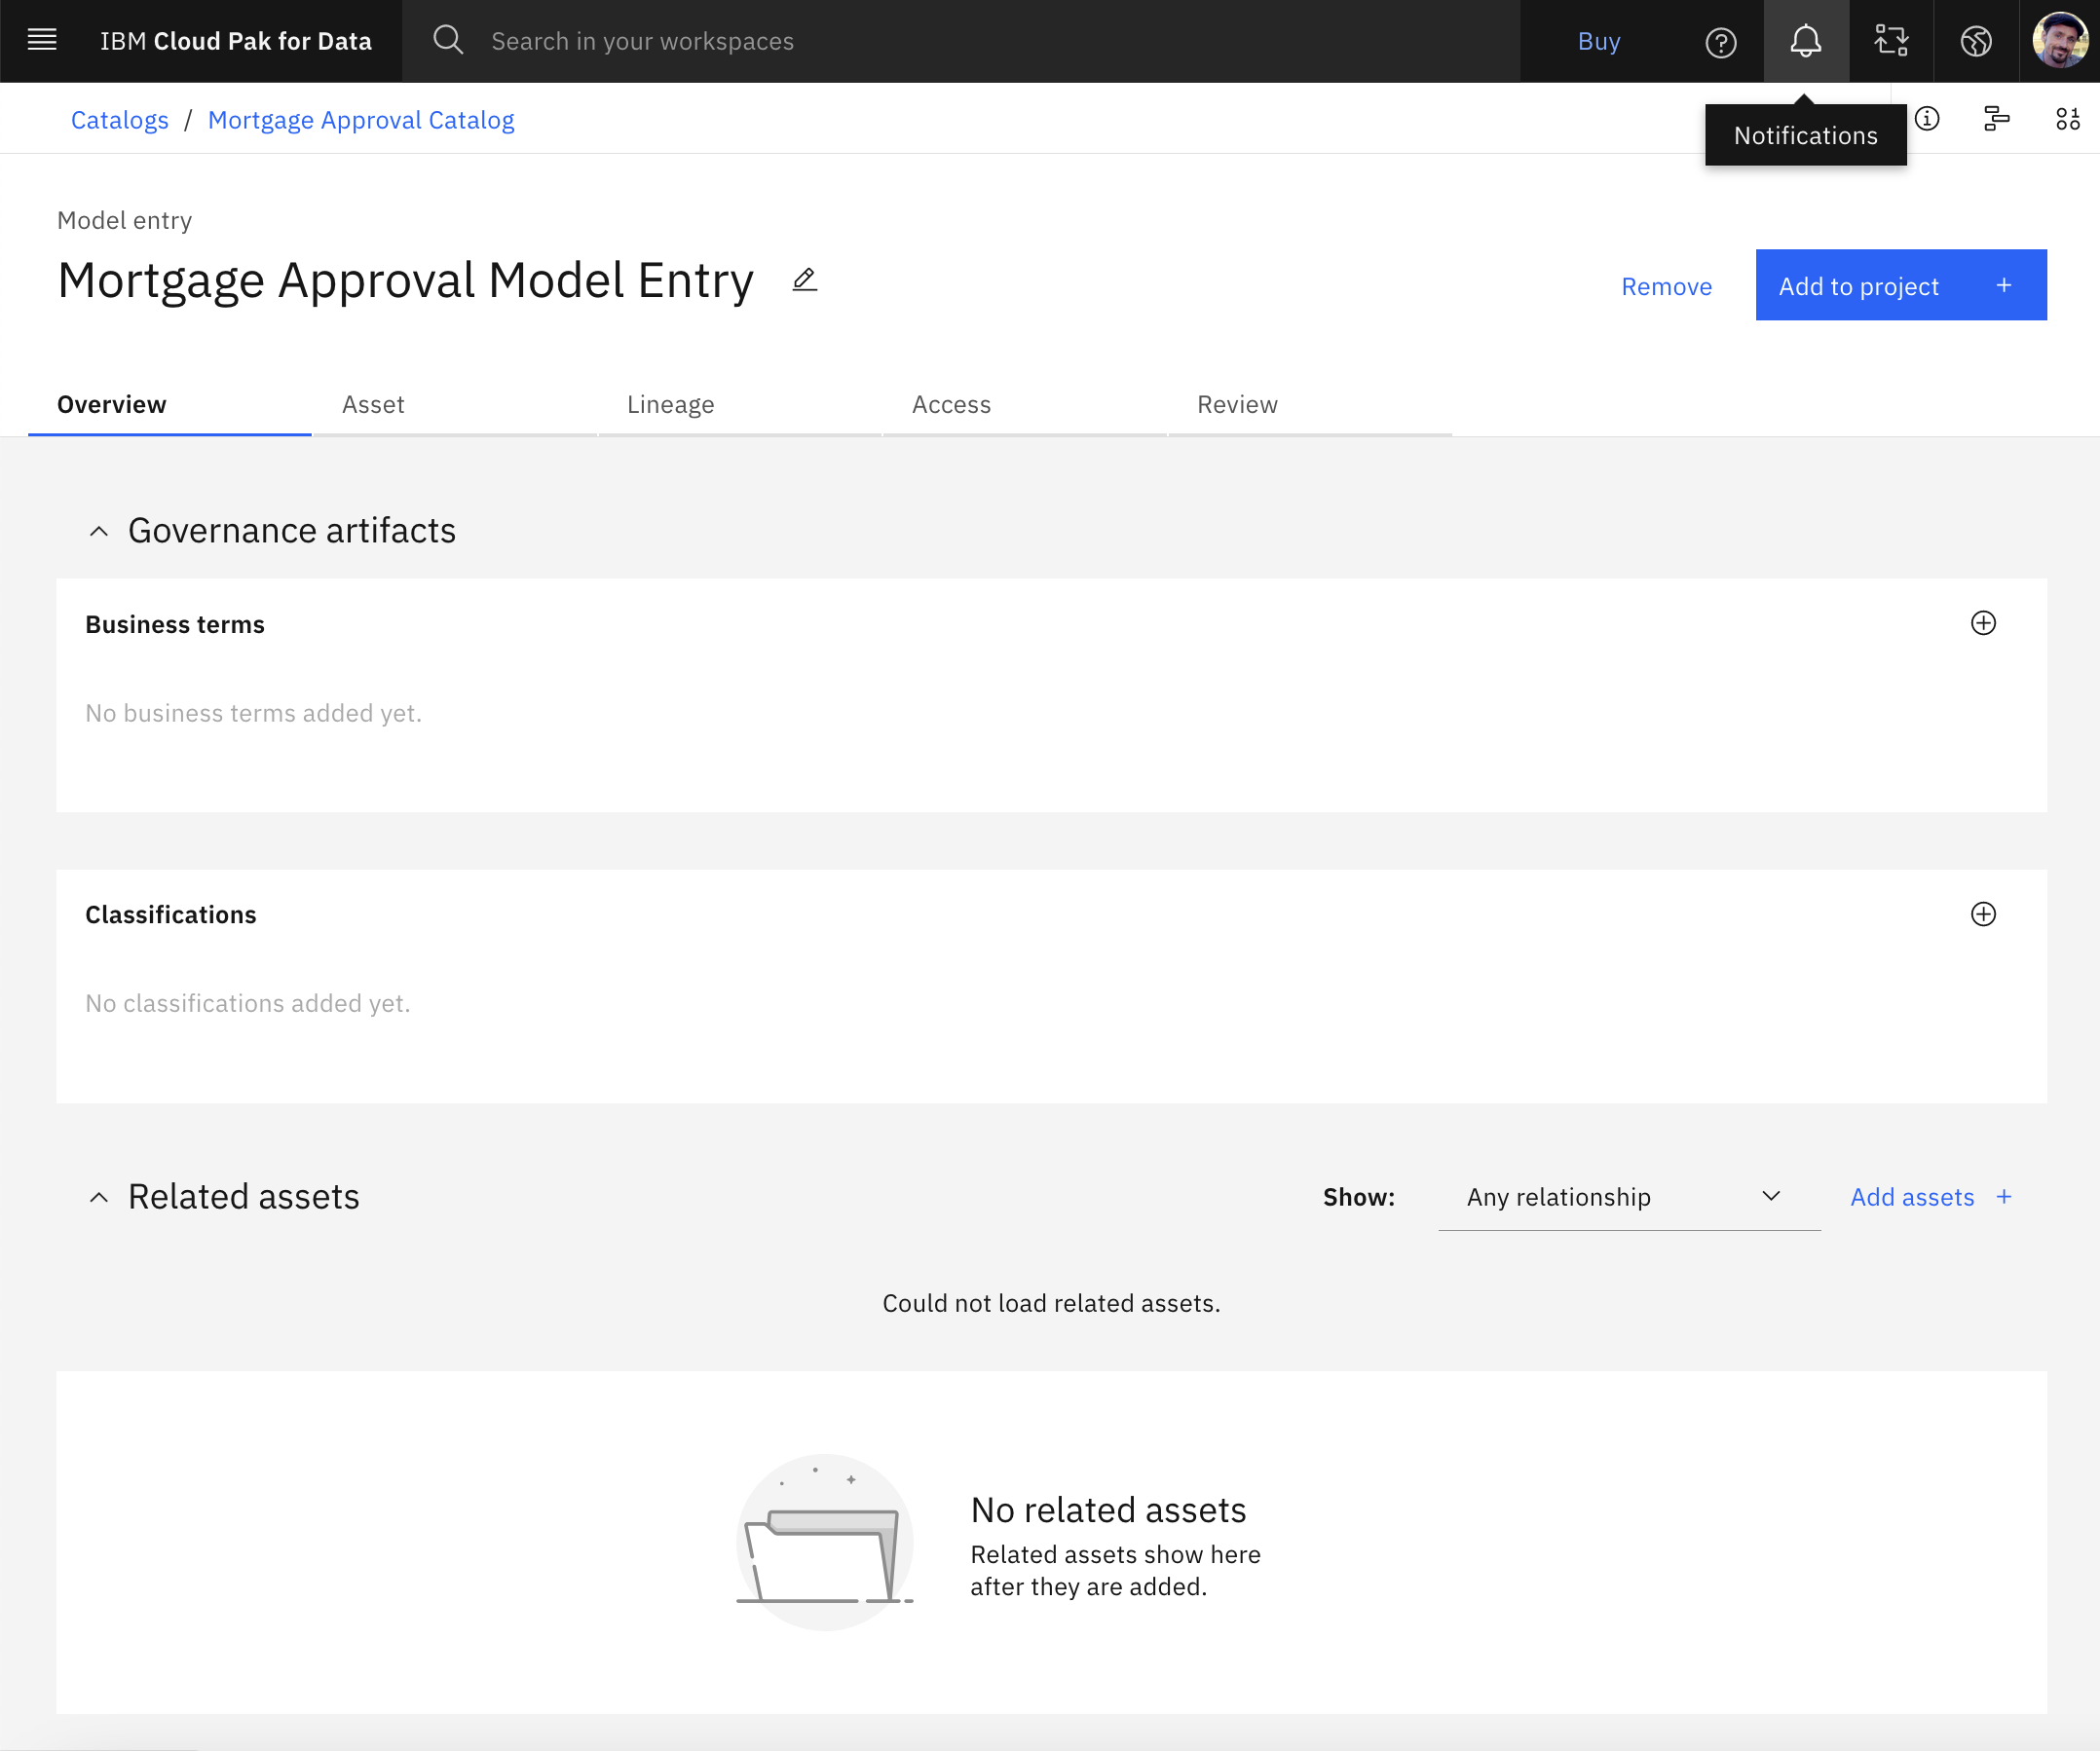 IBM Cloud Pak for Data
Search in your workspaces
Buy
Catalogs / Mortgage Approval Catalog
Notifications
Model entry
Mortgage Approval Model Entry
Remove
Add to project +
Overview
Asset
Lineage
Access
Review
Governance artifacts
Business terms
No business terms added yet.
Classifications
No classifications added yet.
Related assets
Show:
Any relationship
Add assets +
Could not load related assets.
No related assets
Related assets show here
after they are added.